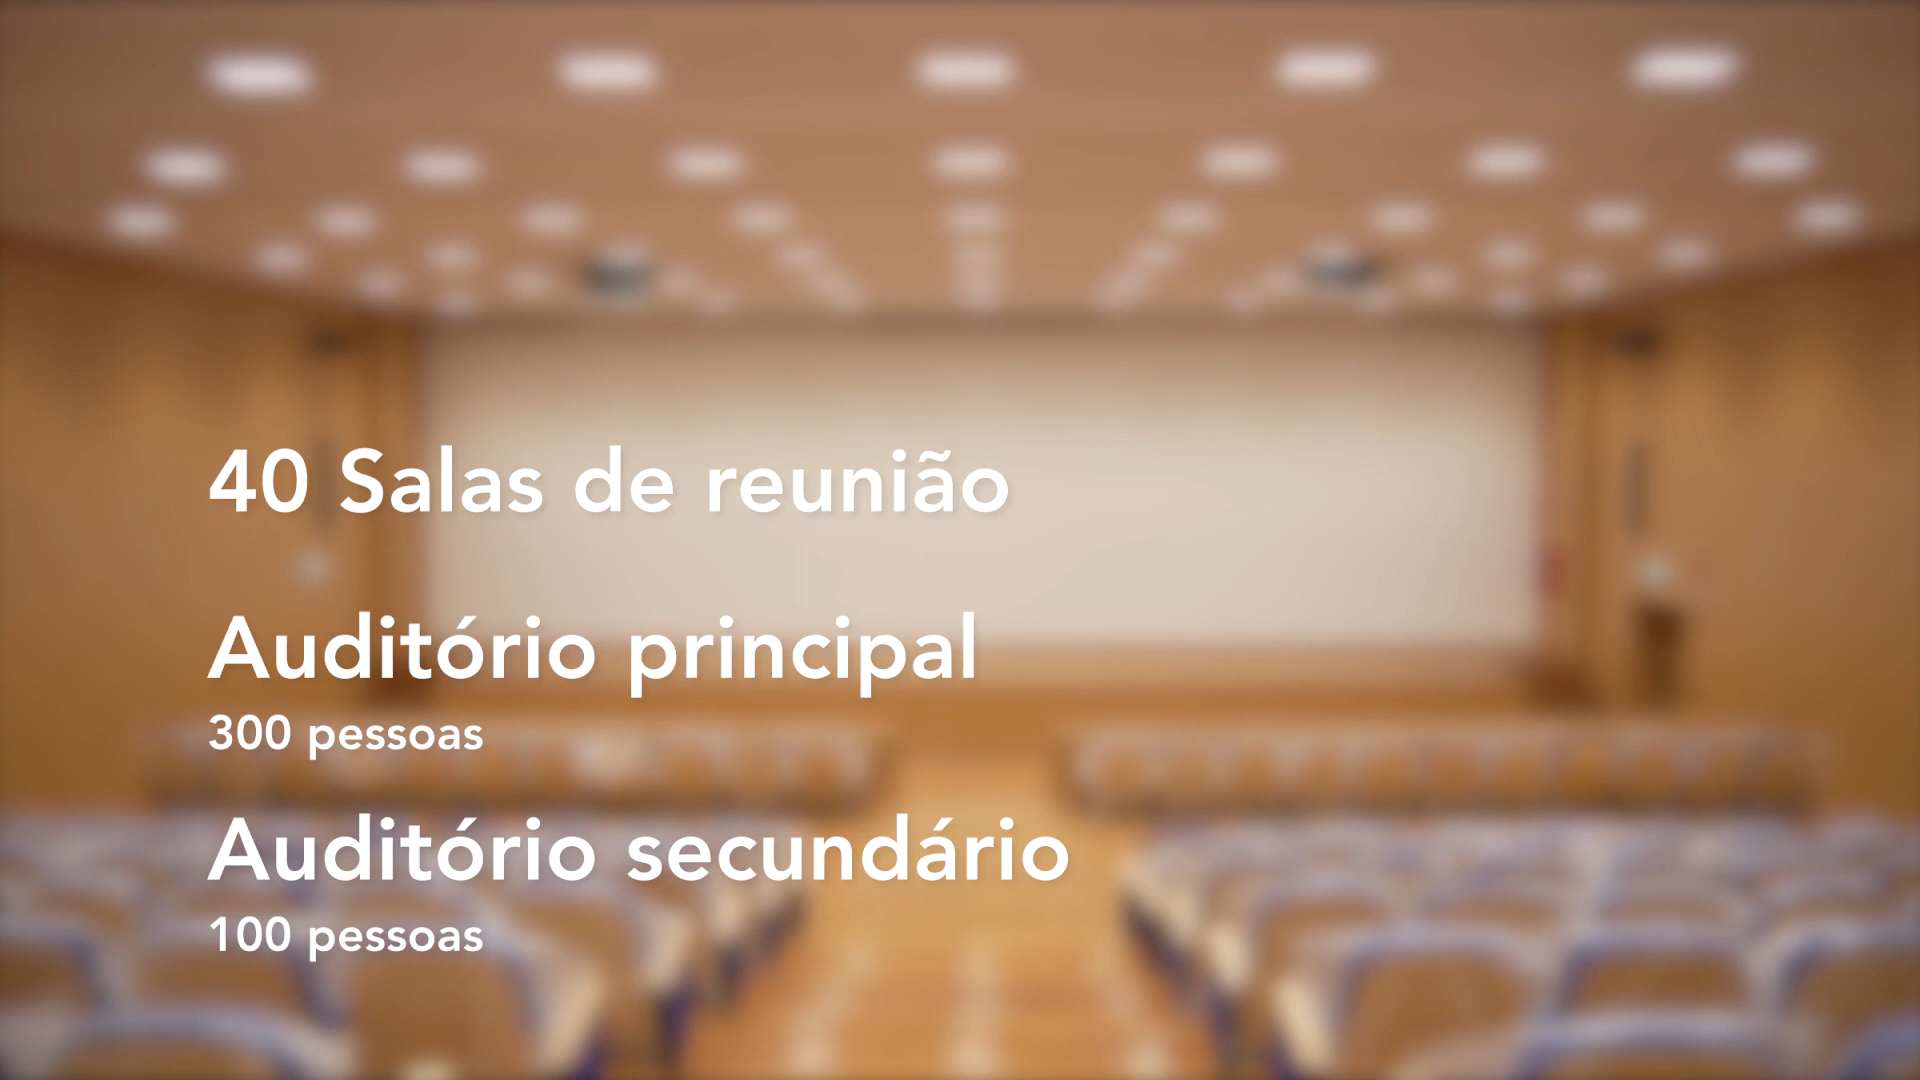 40 Salas de reunião
Auditório principal
300 pessoas
Auditório secundário
100 pessoas